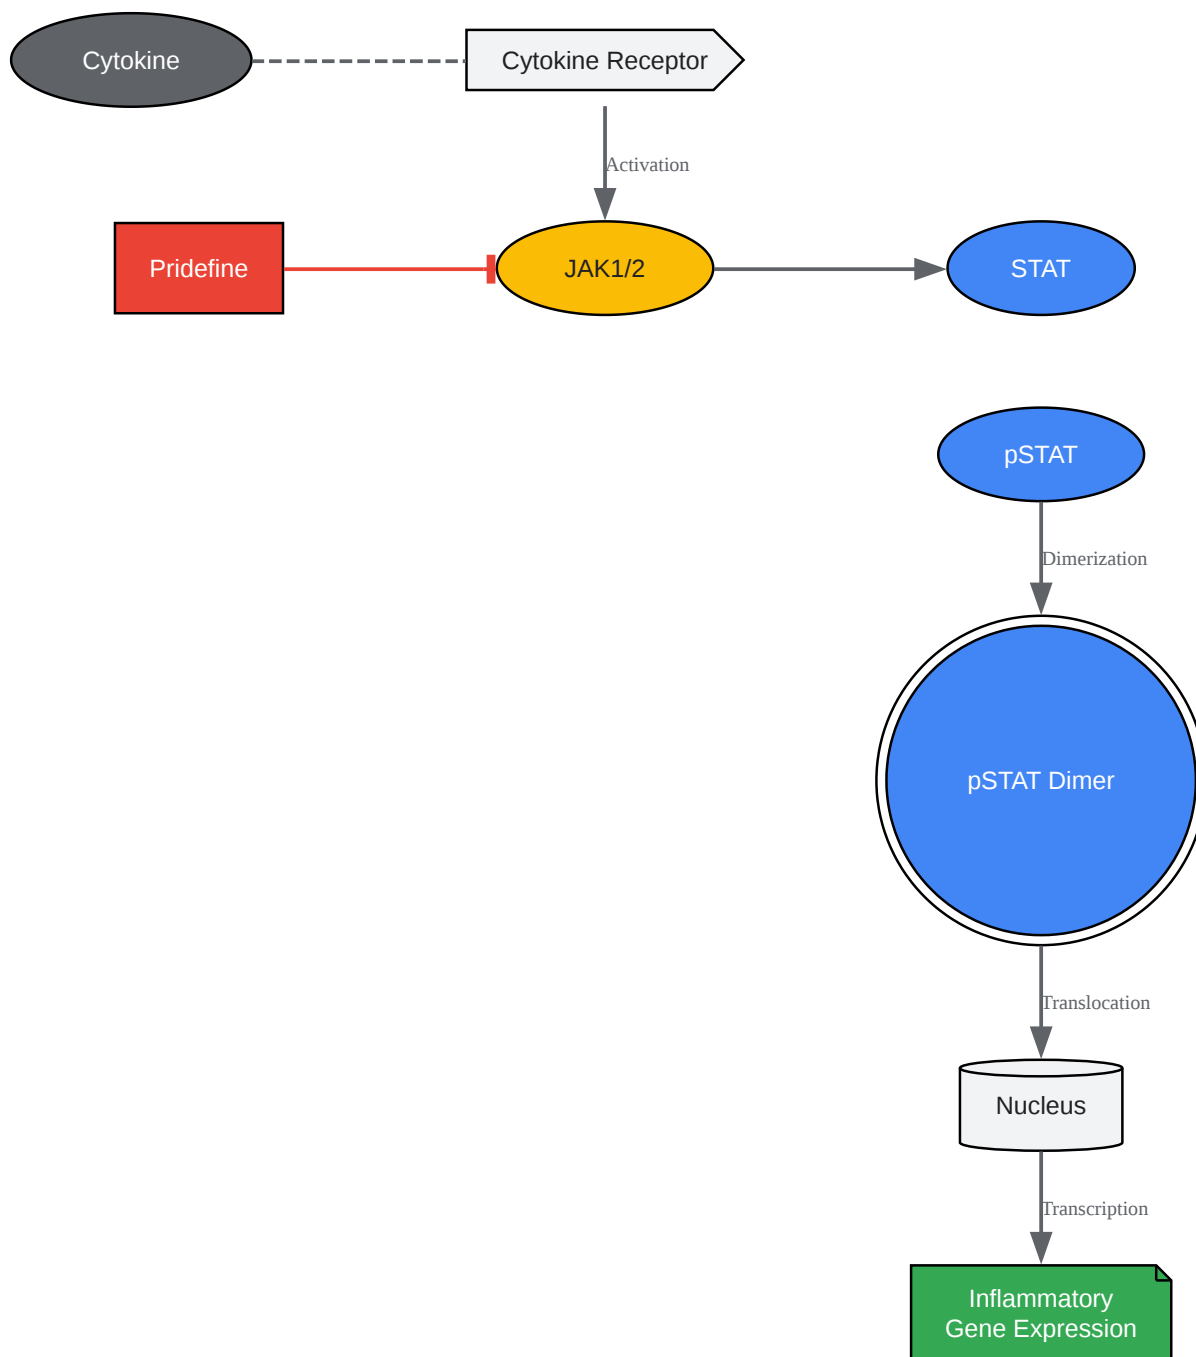 Cytokine
Cytokine Receptor
Activation
Pridefine
JAK1/2
STAT
pSTAT
Dimerization
pSTAT Dimer
Translocation
Nucleus
Transcription
Inflammatory
Gene Expression